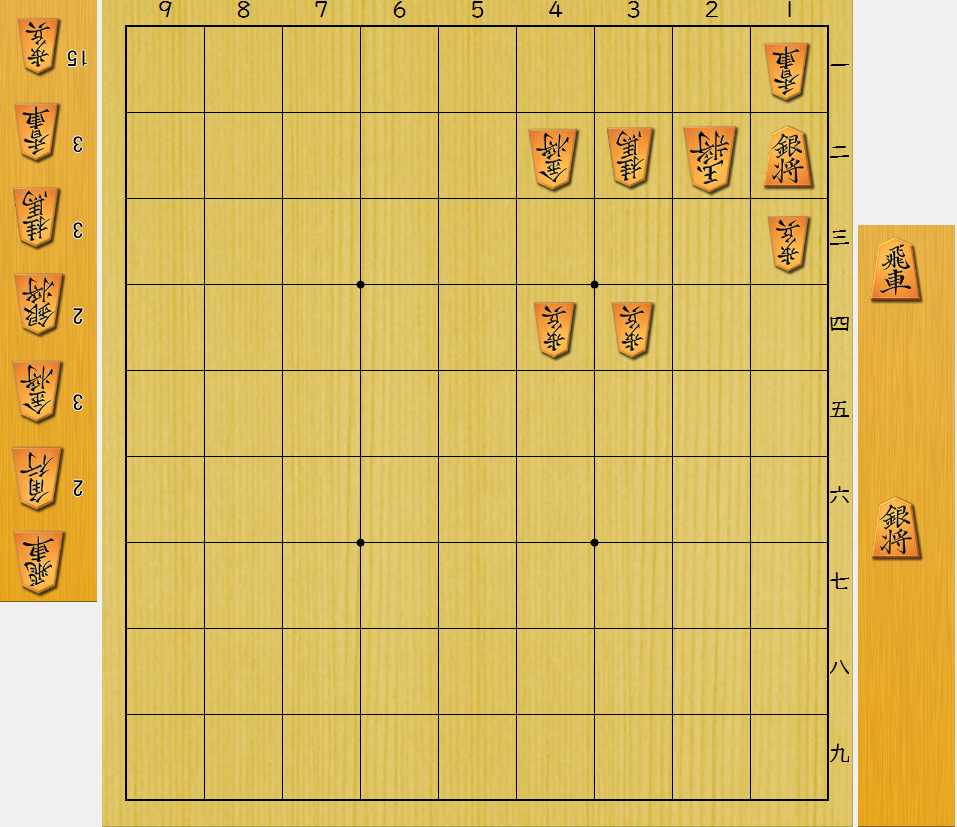 9 8 7 6 5 4 3 2 1
香車 一
金将 桂馬 玉将 銀将 二
歩兵 三
歩兵 歩兵 四
五
六
七
八
九
歩兵 15
香車 3
桂馬 3
銀将 2
金将 3
角行 2
飛車
飛車
銀将